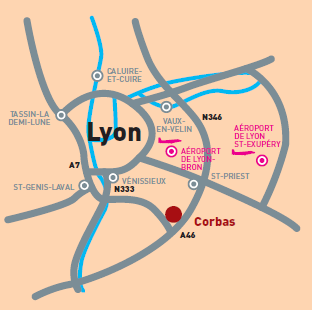 CALUIRE-
ET-CUIRE
TASSIN-LA
DEMI-LUNE
Lyon
VAUX-
EN-VELIN
N346
AÉROPORT
DE LYON
ST-EXUPÉRY
AÉROPORT
DE LYON-
BRON
A7
ST-GENIS-LAVAL
VÉNISSIEUX
N333
ST-PRIEST
Corbas
A46